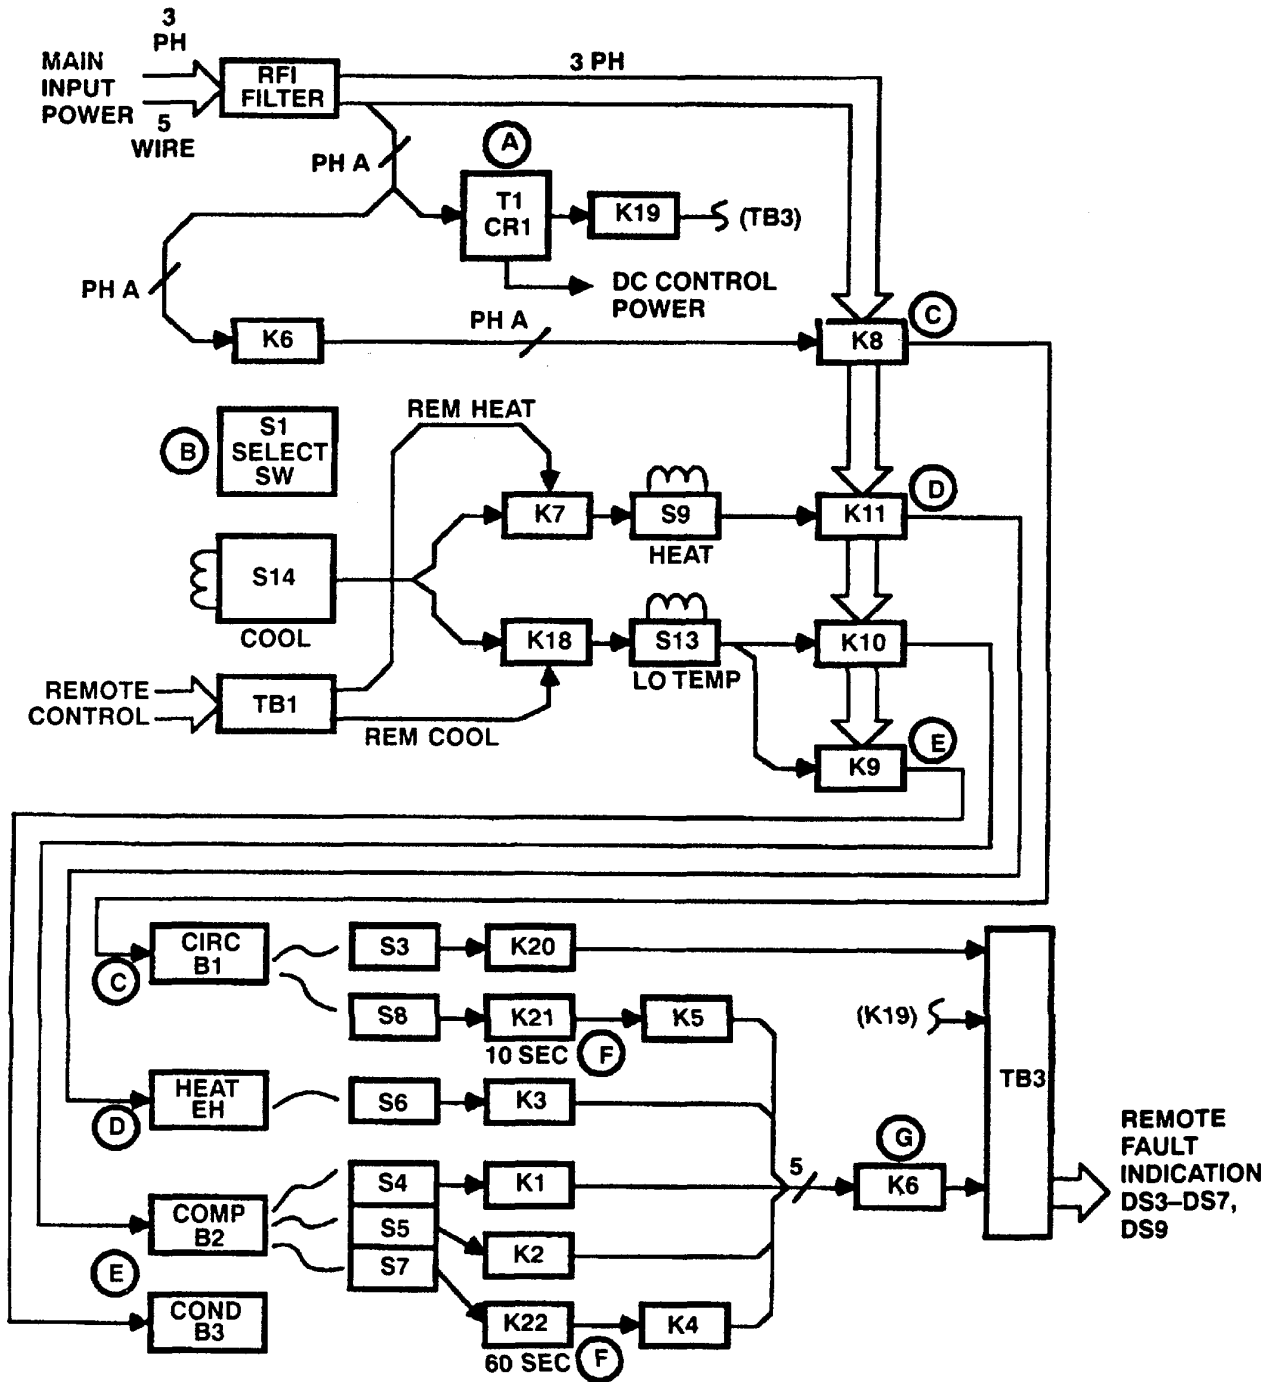 3
PH
MAIN
INPUT
POWER
5
WIRE
RFI
FILTER
3 PH
PH A
A
T1
CR1
K19
(TB3)
DC CONTROL
POWER
PH A
K6
PH A
K8
C
B
S1
SELECT
SW
REM HEAT
K7
S9
HEAT
K11
D
S14
COOL
K18
S13
LO TEMP
K10
REMOTE
CONTROL
TB1
REM COOL
K9
E
CIRC
B1
C
S3
K20
S8
K21
10 SEC
F
K5
(K19)
TB3
HEAT
EH
D
S6
K3
COMP
B2
E
S4
S5
S7
K1
K2
K22
60 SEC
F
K4
5
G
K6
COND
B3
REMOTE
FAULT
INDICATION
DS3–DS7,
DS9